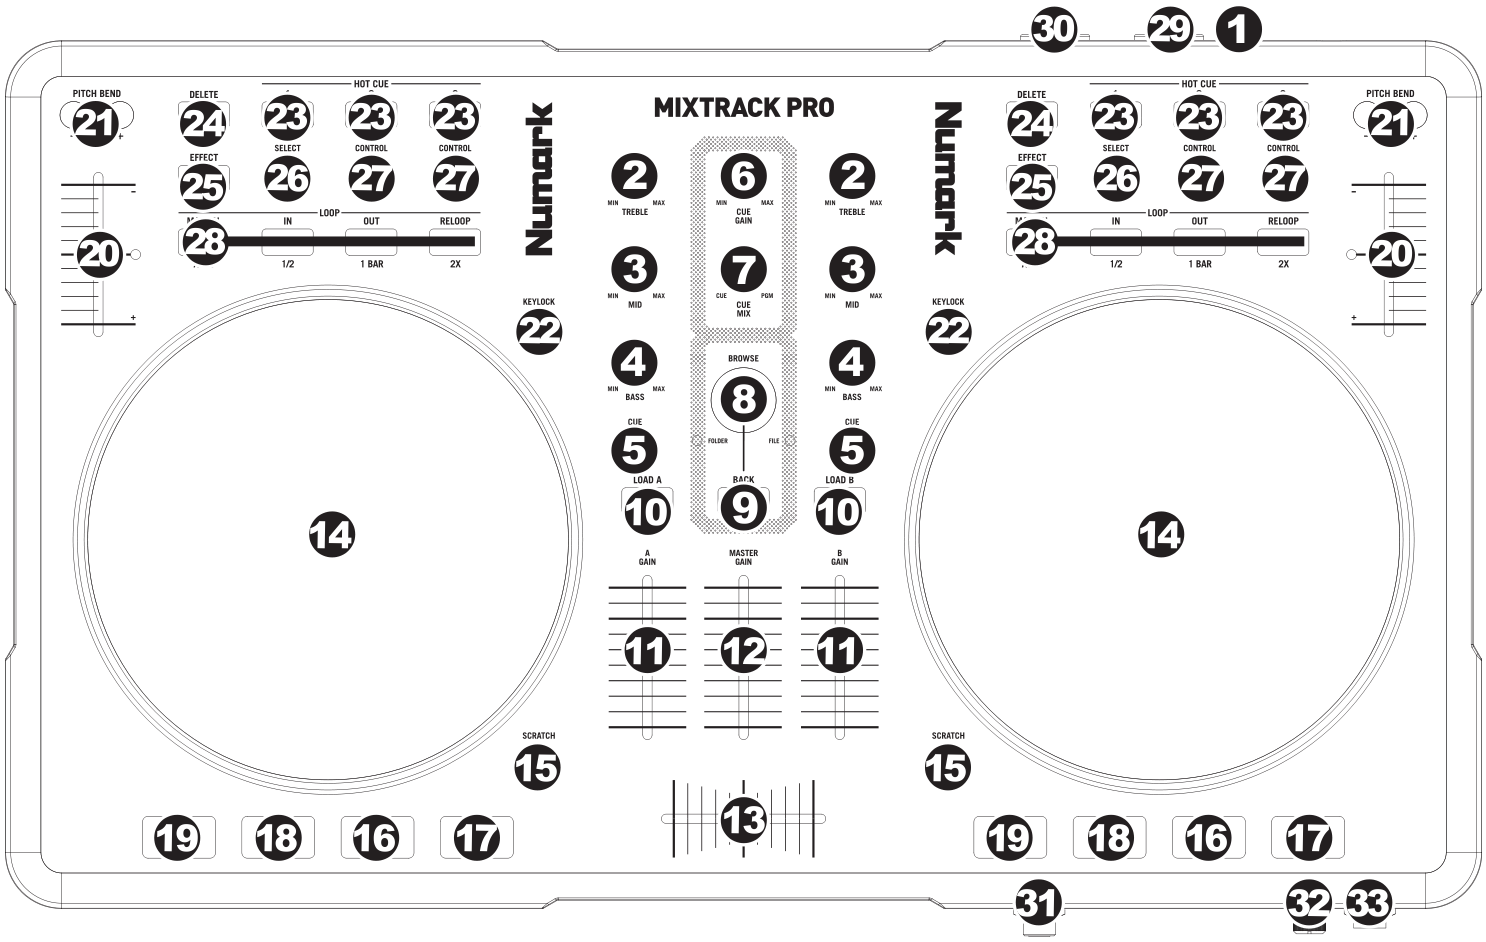 30 29 1
PITCH BEND DELETE HOT CUE MIXTRACK PRO DELETE HOT CUE PITCH BEND
21 24 23 23 23 24 23 23 23 21
- + - +
EFFECT SELECT CONTROL CONTROL EFFECT SELECT CONTROL CONTROL
25 26 27 27 2 6 2 25 26 27 27
Numark Numark
MIN MAX MIN MAX MIN MAX
TREBLE CUE GAIN TREBLE
LOOP LOOP
IN OUT RELOOP IN OUT RELOOP
20 28 28 20
1/2 1 BAR 2X 1/2 1 BAR 2X
3 7 3
MIN MAX CUE PGM MIN MAX
MID CUE MIX MID
- + - +
KEYLOCK KEYLOCK
22 22
4 BROWSE 4
MIN MAX MIN MAX
BASS 8 BASS
CUE CUE
5 FOLDER FILE 5
LOAD A BACK LOAD B
10 9 10
14 14
A GAIN MASTER GAIN B GAIN
11 12 11
SCRATCH SCRATCH
15 15
13
19 18 16 17 19 18 16 17
31 32 33